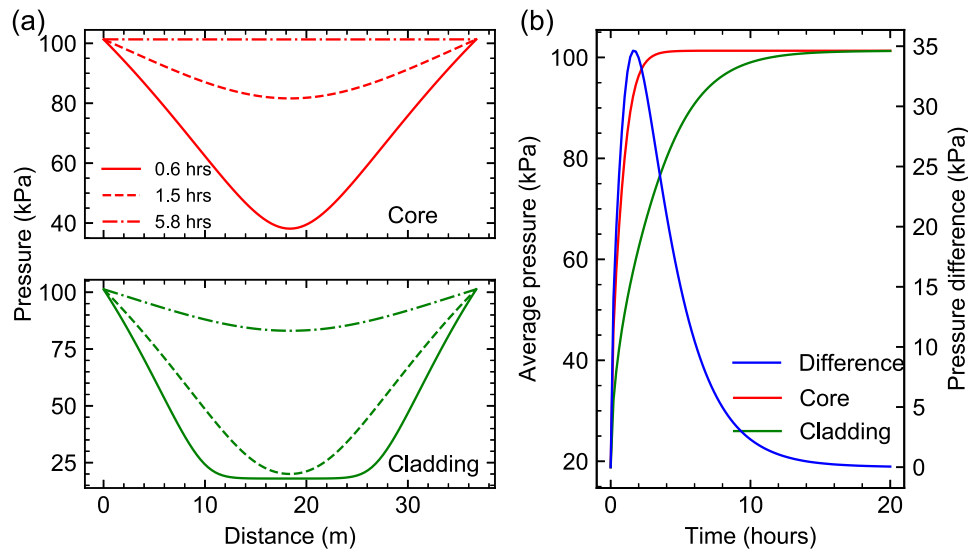 (a)
100
80
60
40
0.6 hrs
1.5 hrs
5.8 hrs
Core
Pressure (kPa)
100
75
50
25
Cladding
0
10
20
30
Distance (m)
(b)
100
80
60
40
20
Average pressure (kPa)
35
30
25
20
15
10
5
0
Pressure difference (kPa)
Difference
Core
Cladding
0
5
10
15
20
Time (hours)